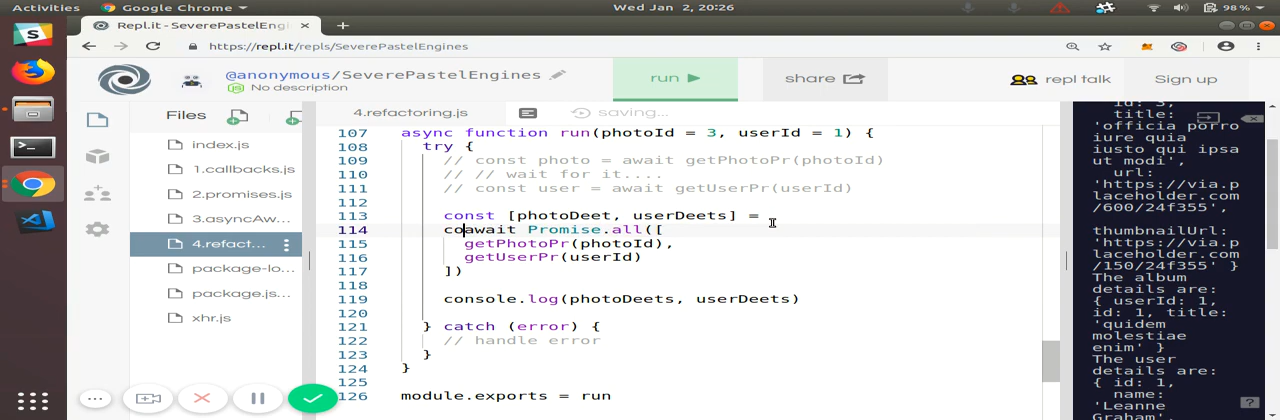 Activities Google Chrome Wed Jan 2, 20:26 98 %
Repl.it - SeverePastelEngin
https://repl.it/repls/SeverePastelEngines
@anonymous/SeverePastelEngines
No description
run
share
repl talk
Sign up
Files
4.refactoring.js
saving...
index.js
1.callbacks.js
2.promises.js
3.asyncAw...
4.refact...
package-lo...
package.js...
xhr.js
107 async function run(photoId = 3, userId = 1) {
108 try {
109 // const photo = await getPhotoPr(photoId)
110 // // wait for it....
111 // const user = await getUserPr(userId)
112
113 const [photoDeet, userDeets] =
114 coawait Promise.all([
115 getPhotoPr(photoId),
116 getUserPr(userId)
117 ])
118
119 console.log(photoDeets, userDeets)
120
121 } catch (error) {
122 // handle error
123 }
124 }
125
126 module.exports = run
id: 3,
title:
'officia porro
iure quia
iusto qui ipsa
ut modi',
url:
'https://via.p
laceholder.com
/600/24f355',
thumbnailUrl:
'https://via.p
laceholder.com
/150/24f355' }
The album
details are:
{ userId: 1,
id: 1, title:
'quidem
molestiae
enim' }
The user
details are:
{ id: 1,
name:
'Leanne
Graham',